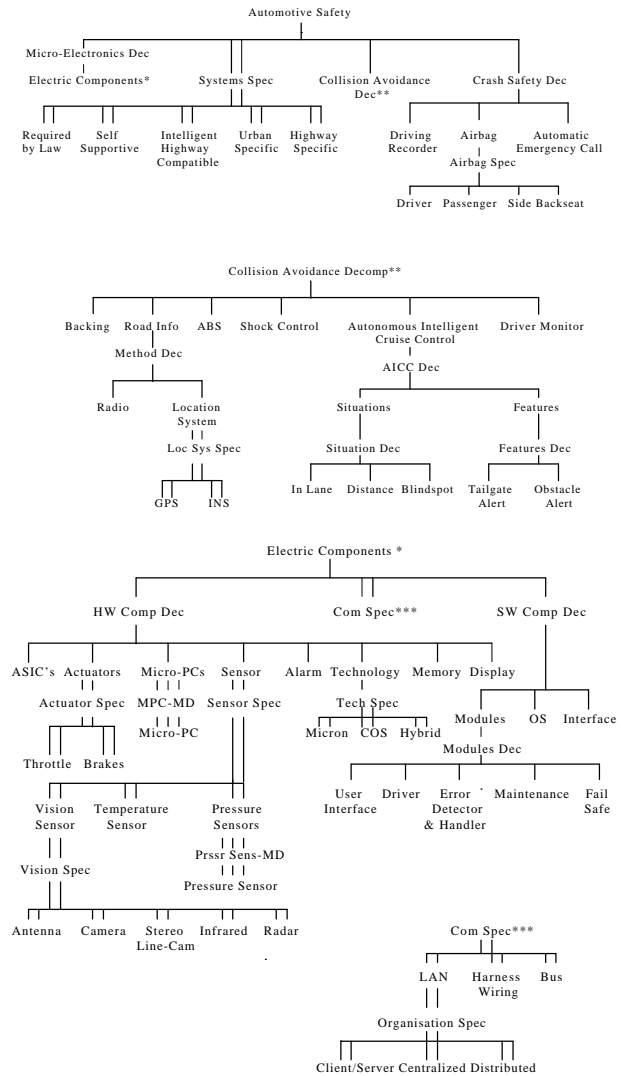 Automotive Safety
Micro-Electronics Dec
Electric Components* Systems Spec Collision Avoidance Crash Safety Dec
Dec**
Required Self Intelligent Urban Highway Driving Airbag Automatic
by Law Supportive Highway Specific Specific Recorder Emergency Call
Compatible Airbag Spec
Driver Passenger Side Backseat
Collision Avoidance Decomp**
Backing Road Info ABS Shock Control Autonomous Intelligent Driver Monitor
Cruise Control
Method Dec
AICC Dec
Radio Location Situations Features
System
Loc Sys Spec Situation Dec Features Dec
In Lane Distance Blindspot Tailgate Obstacle
Alert Alert
GPS INS
Electric Components *
HW Comp Dec Com Spec*** SW Comp Dec
ASIC's Actuators Micro-PCs Sensor Alarm Technology Memory Display
Actuator Spec MPC-MD Sensor Spec Tech Spec
Modules OS Interface
Micro-PC Micron COS Hybrid
Modules Dec
Throttle Brakes
User Driver Error Maintenance Fail
Interface Detector Safe
& Handler
Vision Temperature Pressure
Sensor Sensor Sensors
Prssr Sens-MD
Vision Spec
Pressure Sensor
Antenna Camera Stereo Infrared Radar
Line-Cam
Com Spec***
LAN Harness Bus
Wiring
Organisation Spec
Client/Server Centralized Distributed